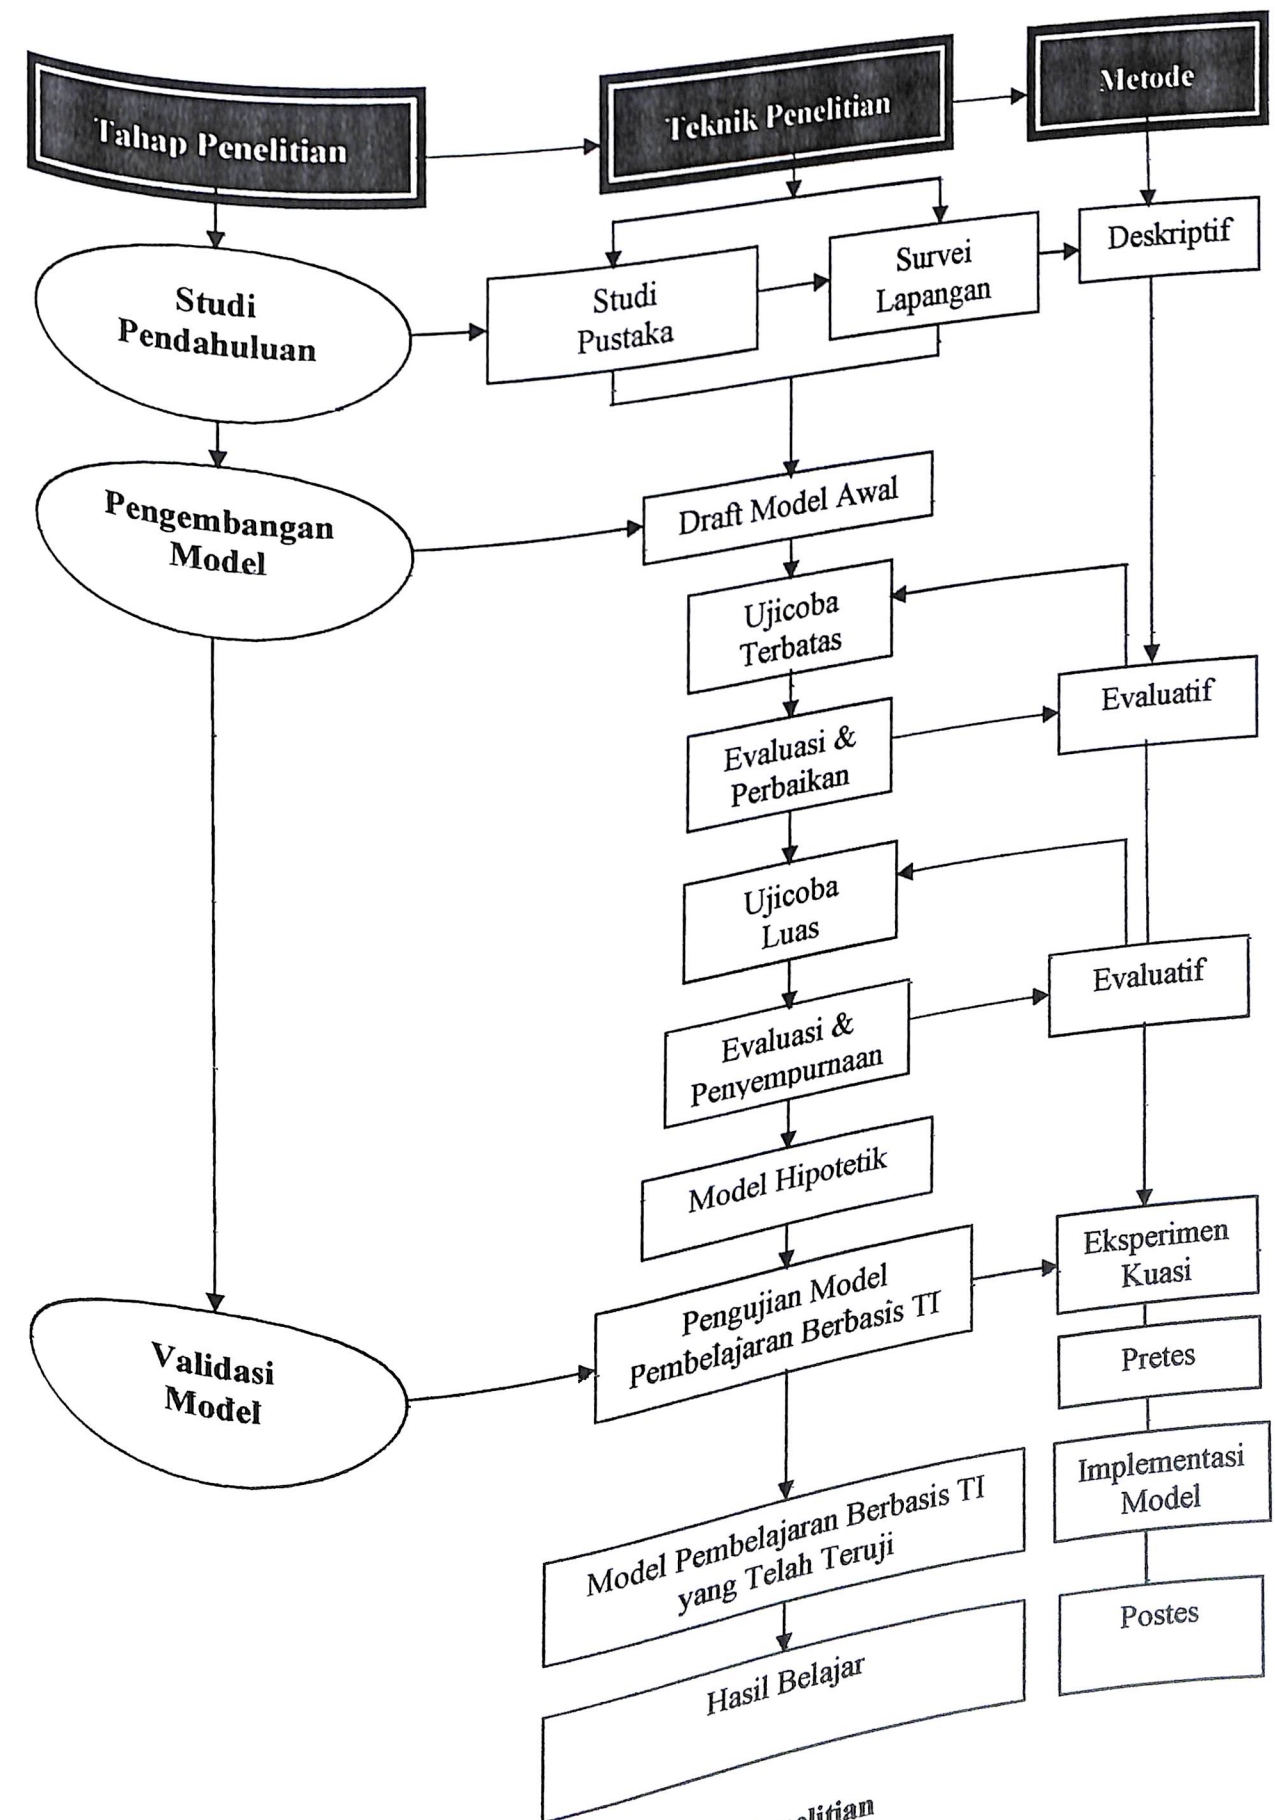 Tahap Penelitian
Teknik Penelitian
Metode
Studi
Pendahuluan
Studi
Pustaka
Survei
Lapangan
Deskriptif
Pengembangan
Model
Draft Model Awal
Ujicoba
Terbatas
Evaluatif
Evaluasi &
Perbaikan
Ujicoba
Luas
Evaluatif
Evaluasi &
Penyempurnaan
Model Hipotetik
Eksperimen
Kuasi
Pengujian Model
Pembelajaran Berbasis TI
Validasi
Model
Pretes
Implementasi
Model
Model Pembelajaran Berbasis TI
yang Telah Teruji
Postes
Hasil Belajar